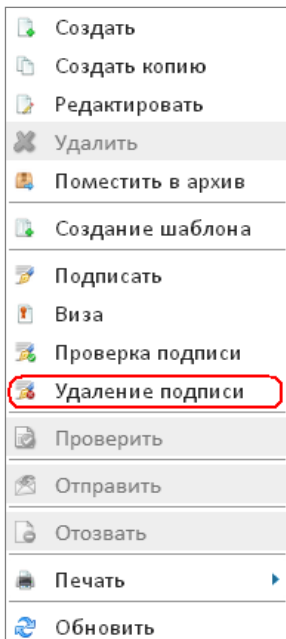 Создать
Создать копию
Редактировать
Удалить
Поместить в архив
Создание шаблона
Подписать
Виза
Проверка подписи
Удаление подписи
Проверить
Отправить
Отозвать
Печать
Обновить